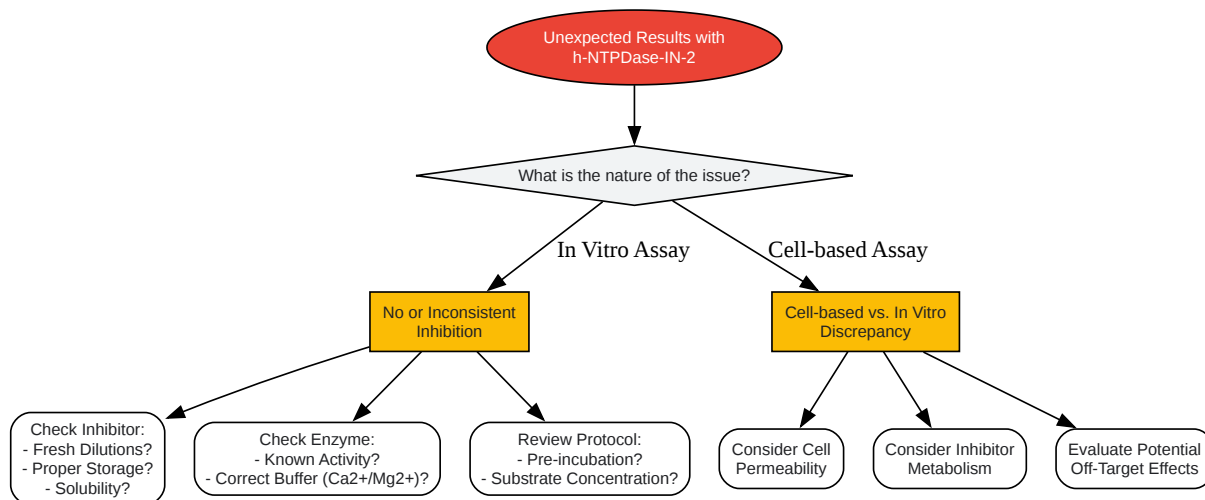 Unexpected Results with
h-NTPDase-IN-2
What is the nature of the issue?
In Vitro Assay
Cell-based Assay
No or Inconsistent
Inhibition
Cell-based vs. In Vitro
Discrepancy
Check Inhibitor:
- Fresh Dilutions?
- Proper Storage?
- Solubility?
Check Enzyme:
- Known Activity?
- Correct Buffer (Ca2+/Mg2+)?
Review Protocol:
- Pre-incubation?
- Substrate Concentration?
Consider Cell
Permeability
Consider Inhibitor
Metabolism
Evaluate Potential
Off-Target Effects